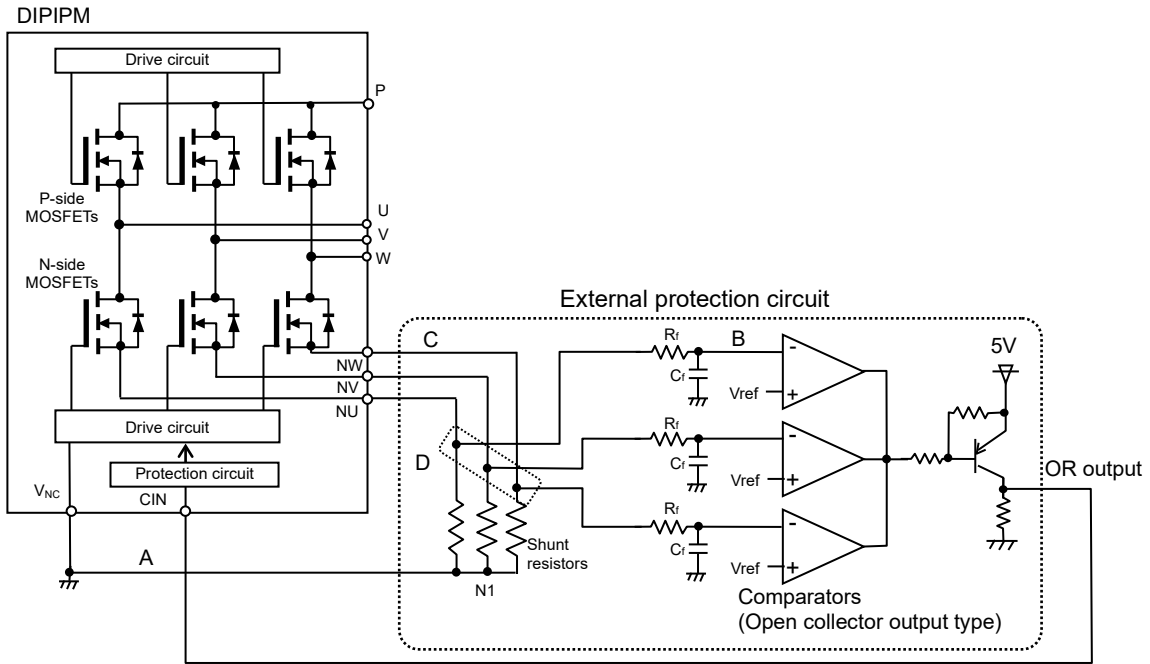 DIPIPM
Drive circuit
P
P-side
MOSFETs
U
V
W
N-side
MOSFETs
External protection circuit
C
NW
NV
NU
Rf
B
-
Cf
Vref
+
5V
Drive circuit
D
Rf
-
Cf
Vref
+
OR output
Protection circuit
VNC
CIN
Rf
-
Cf
Vref
+
Shunt
resistors
A
N1
Comparators
(Open collector output type)